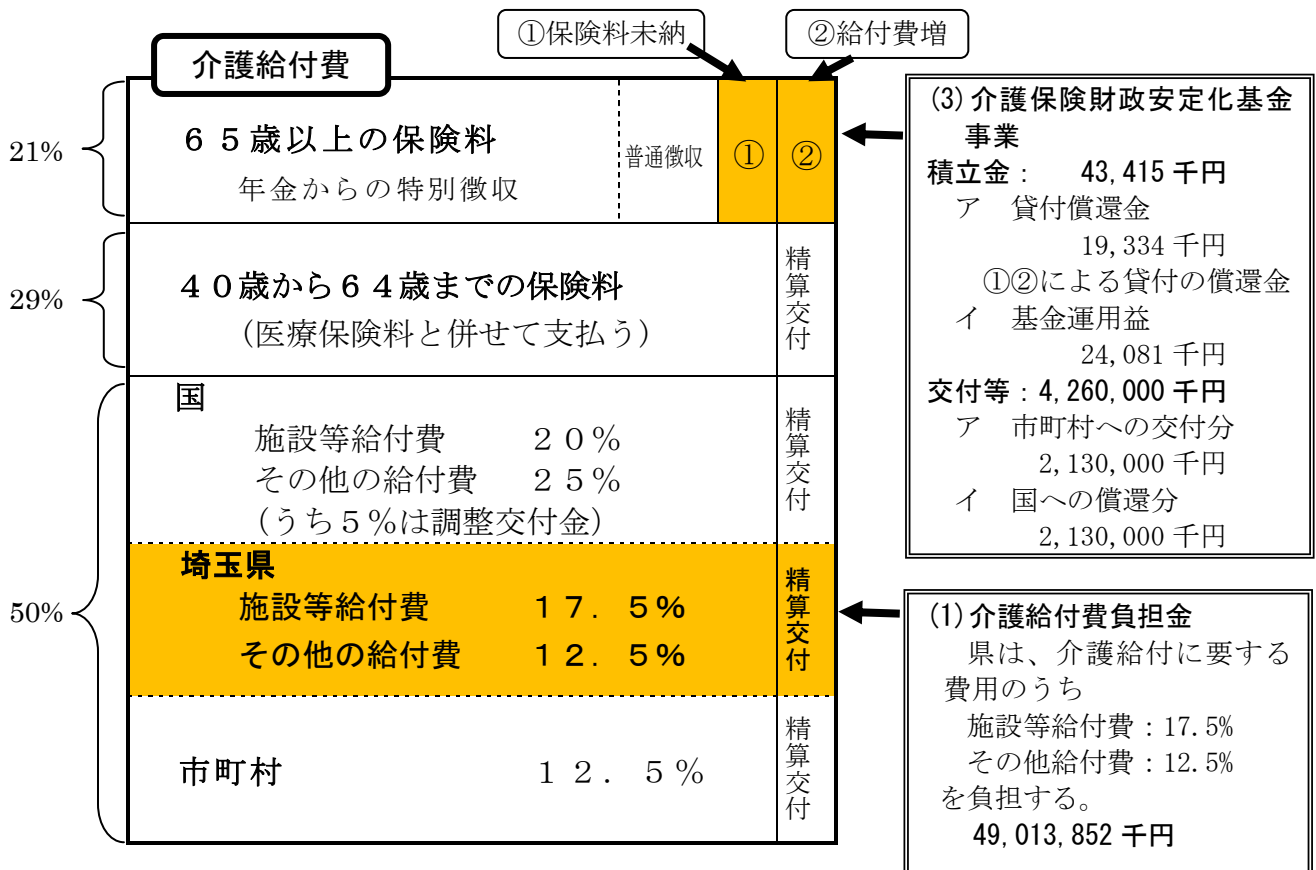 ①保険料未納
②給付費増
介護給付費
21%
６５歳以上の保険料
年金からの特別徴収
普通徴収
①
②
29%
４０歳から６４歳までの保険料
(医療保険料と併せて支払う)
精算交付
50%
国
施設等給付費 ２０％
その他の給付費 ２５％
(うち５％は調整交付金)
精算交付
埼玉県
施設等給付費 １７．５％
その他の給付費 １２．５％
精算交付
市町村 １２．５％
精算交付
(3)介護保険財政安定化基金
事業
積立金： 43,415 千円
ア 貸付償還金
19,334 千円
①②による貸付の償還金
イ 基金運用益
24,081 千円
交付等：4,260,000 千円
ア 市町村への交付分
2,130,000 千円
イ 国への償還分
2,130,000 千円
(1)介護給付費負担金
県は、介護給付に要する
費用のうち
施設等給付費：17.5%
その他給付費：12.5%
を負担する。
49,013,852 千円